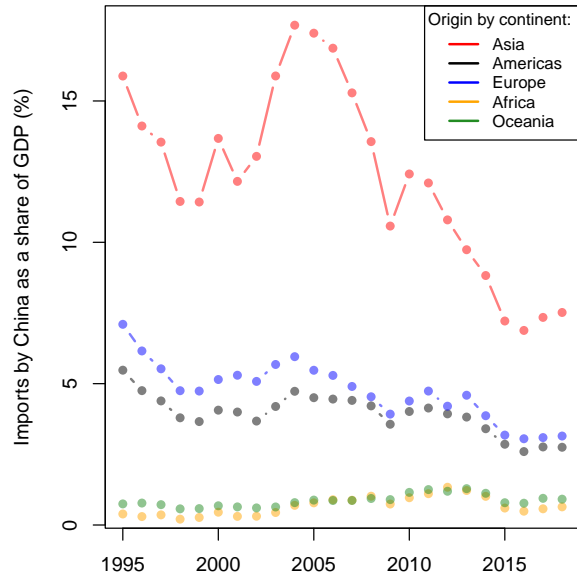 Origin by continent:
Asia
Americas
Europe
Africa
Oceania
Imports by China as a share of GDP (%)
15
10
5
0
1995
2000
2005
2010
2015